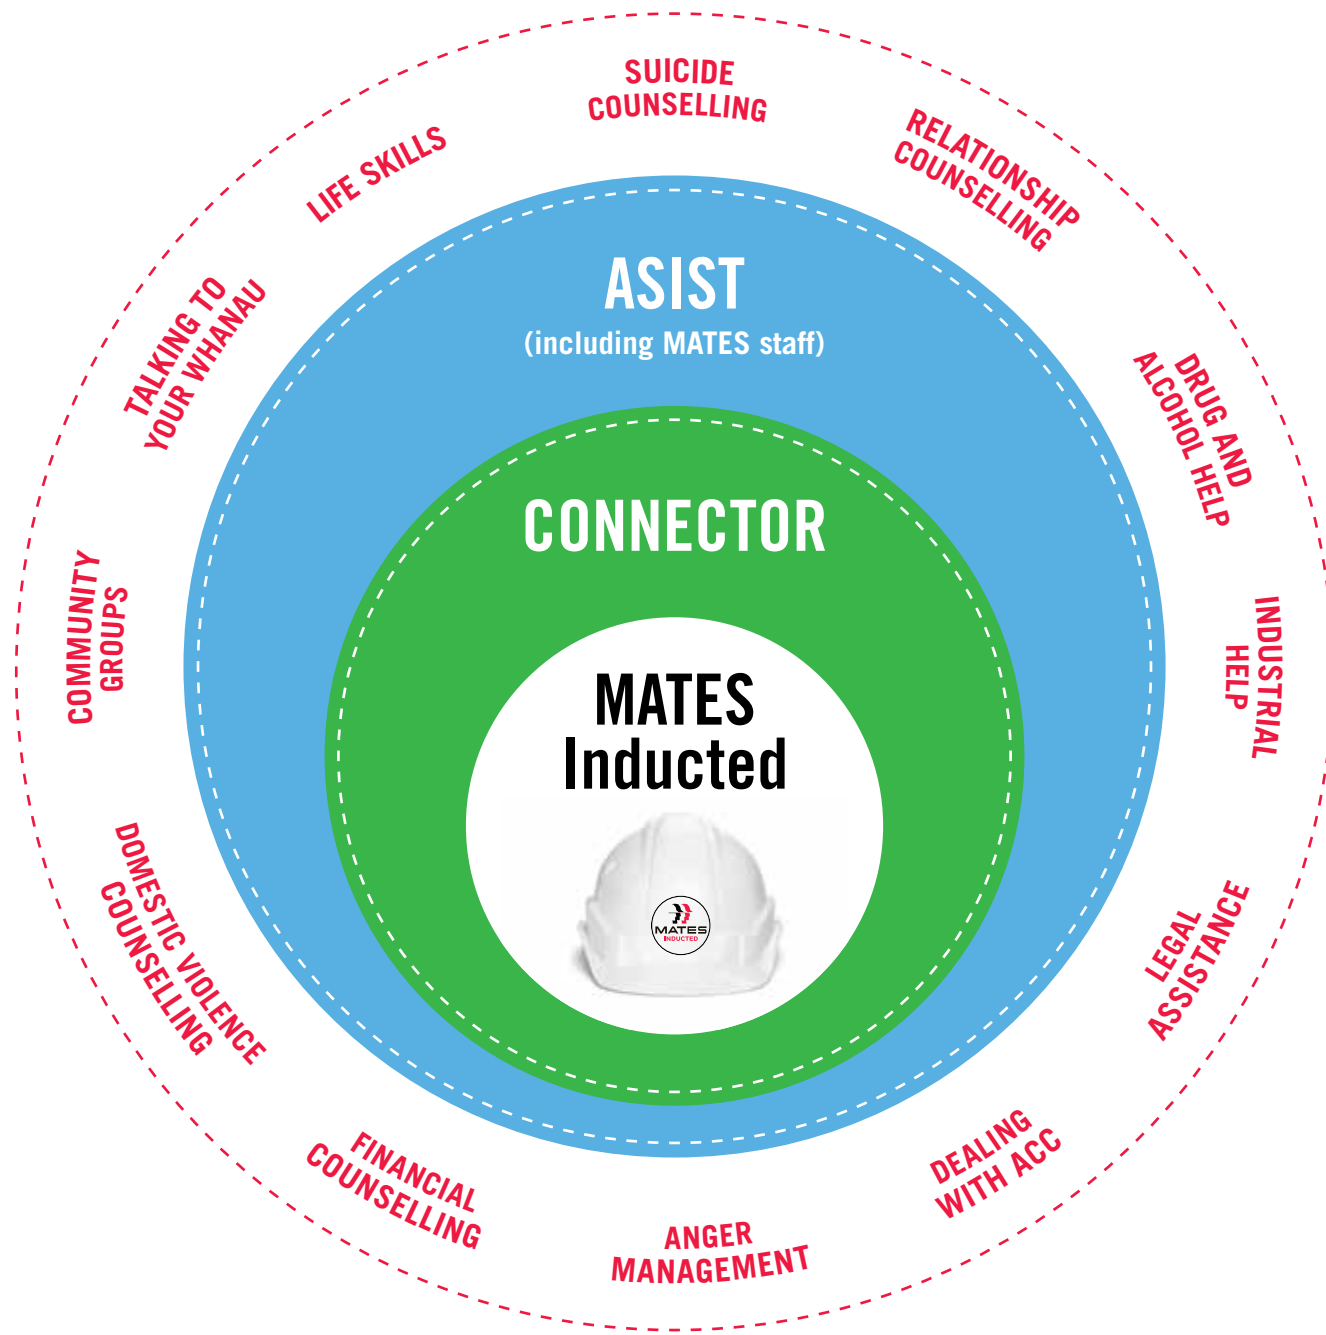 SUICIDE
COUNSELLING
RELATIONSHIP
COUNSELLING
DRUG AND
ALCOHOL HELP
INDUSTRIAL
HELP
LEGAL
ASSISTANCE
DEALING
WITH ACC
ANGER
MANAGEMENT
FINANCIAL
COUNSELLING
DOMESTIC VIOLENCE
COUNSELLING
COMMUNITY
GROUPS
TALKING TO
YOUR WHANAU
LIFE SKILLS
ASIST
(including MATES staff)
CONNECTOR
MATES
Inducted
MATES
INDUCTED